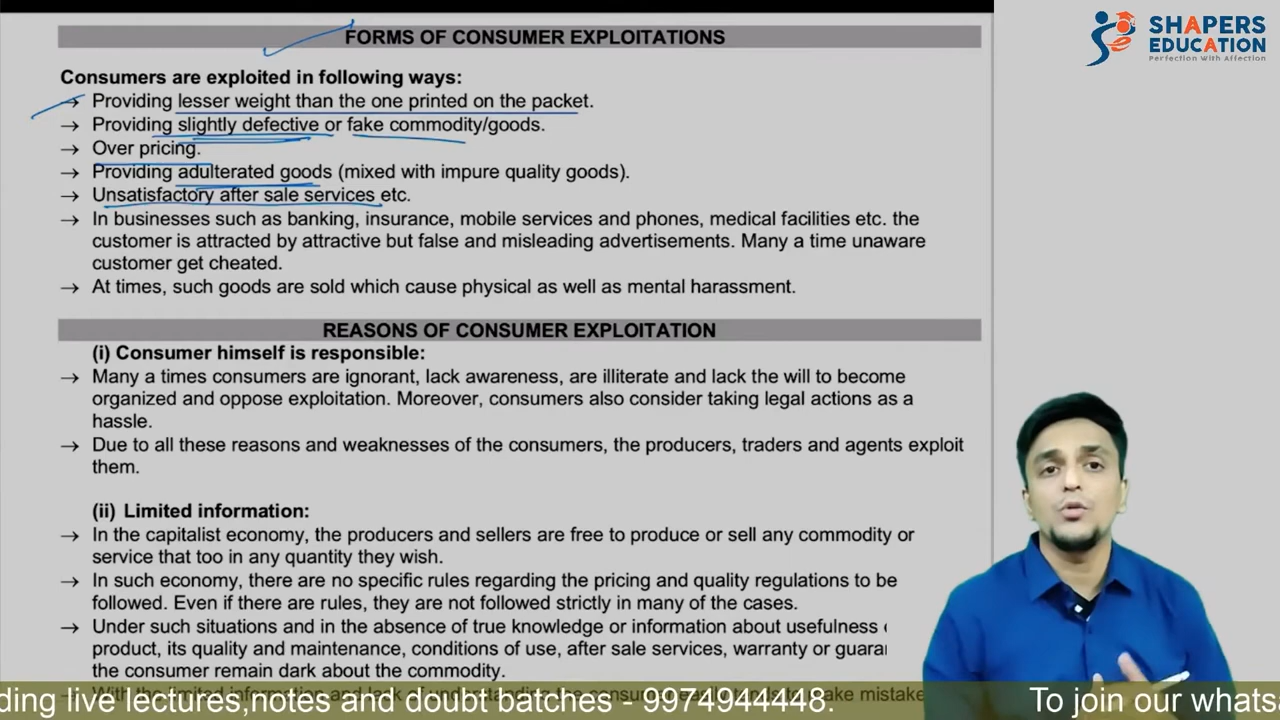 SHAPERS
EDUCATION
Perfection With Affection
FORMS OF CONSUMER EXPLOITATIONS
Consumers are exploited in following ways:
→ Providing lesser weight than the one printed on the packet.
→ Providing slightly defective or fake commodity/goods.
→ Over pricing.
→ Providing adulterated goods (mixed with impure quality goods).
→ Unsatisfactory after sale services etc.
→ In businesses such as banking, insurance, mobile services and phones, medical facilities etc. the
customer is attracted by attractive but false and misleading advertisements. Many a time unaware
customer get cheated.
→ At times, such goods are sold which cause physical as well as mental harassment.
REASONS OF CONSUMER EXPLOITATION
(i) Consumer himself is responsible:
→ Many a times consumers are ignorant, lack awareness, are illiterate and lack the will to become
organized and oppose exploitation. Moreover, consumers also consider taking legal actions as a
hassle.
→ Due to all these reasons and weaknesses of the consumers, the producers, traders and agents exploit
them.
(ii) Limited information:
→ In the capitalist economy, the producers and sellers are free to produce or sell any commodity or
service that too in any quantity they wish.
→ In such economy, there are no specific rules regarding the pricing and quality regulations to be
followed. Even if there are rules, they are not followed strictly in many of the cases.
→ Under such situations and in the absence of true knowledge or information about usefulness
product, its quality and maintenance, conditions of use, after sale services, warranty or guaran
the consumer remain dark about the commodity.
→ With the limited information and lack of understanding the consumer
ding live lectures,notes and doubt batches - 9974944448. To join our whatsa